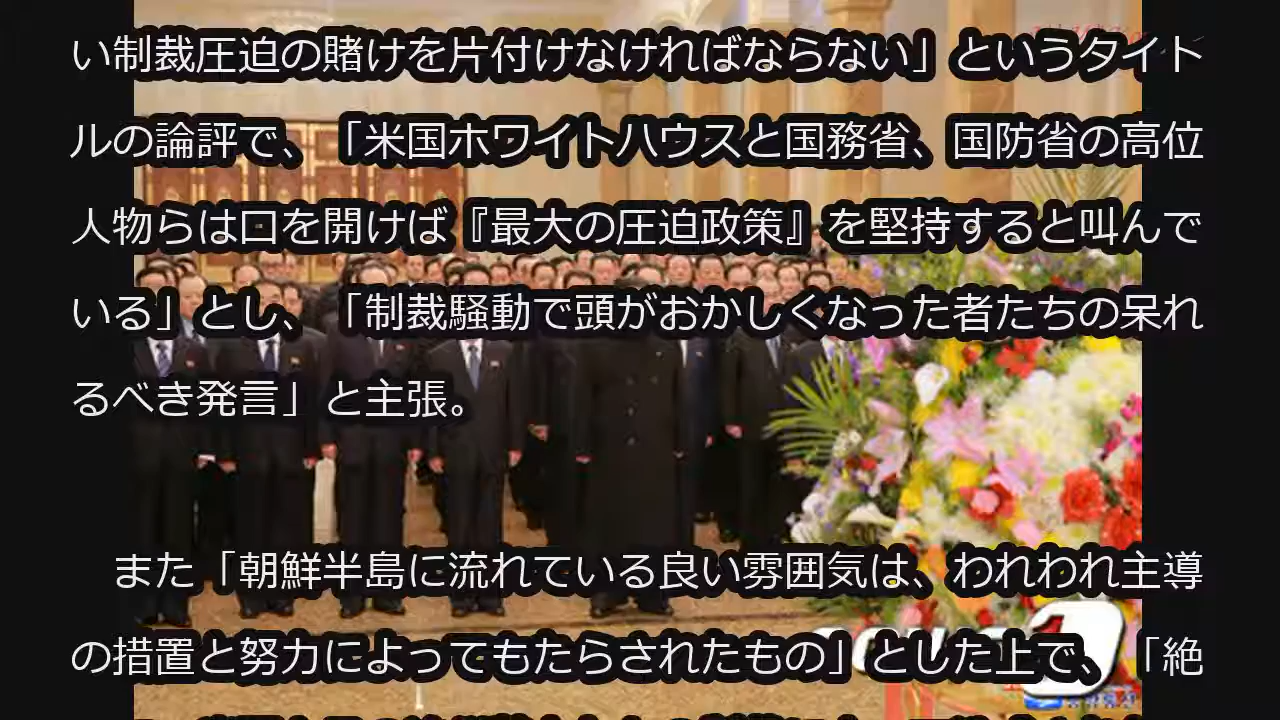 い制裁圧迫の賭けを片付けなければならない」というタイト
ルの論評で、「米国ホワイトハウスと国務省、国防省の高位
人物らは口を開けば『最大の圧迫政策』を堅持すると叫んで
いる」とし、「制裁騒動で頭がおかしくなった者たちの呆れ
るべき発言」と主張。
また「朝鮮半島に流れている良い雰囲気は、われわれ主導
の措置と努力によってもたらされたもの」とした上で、「絶